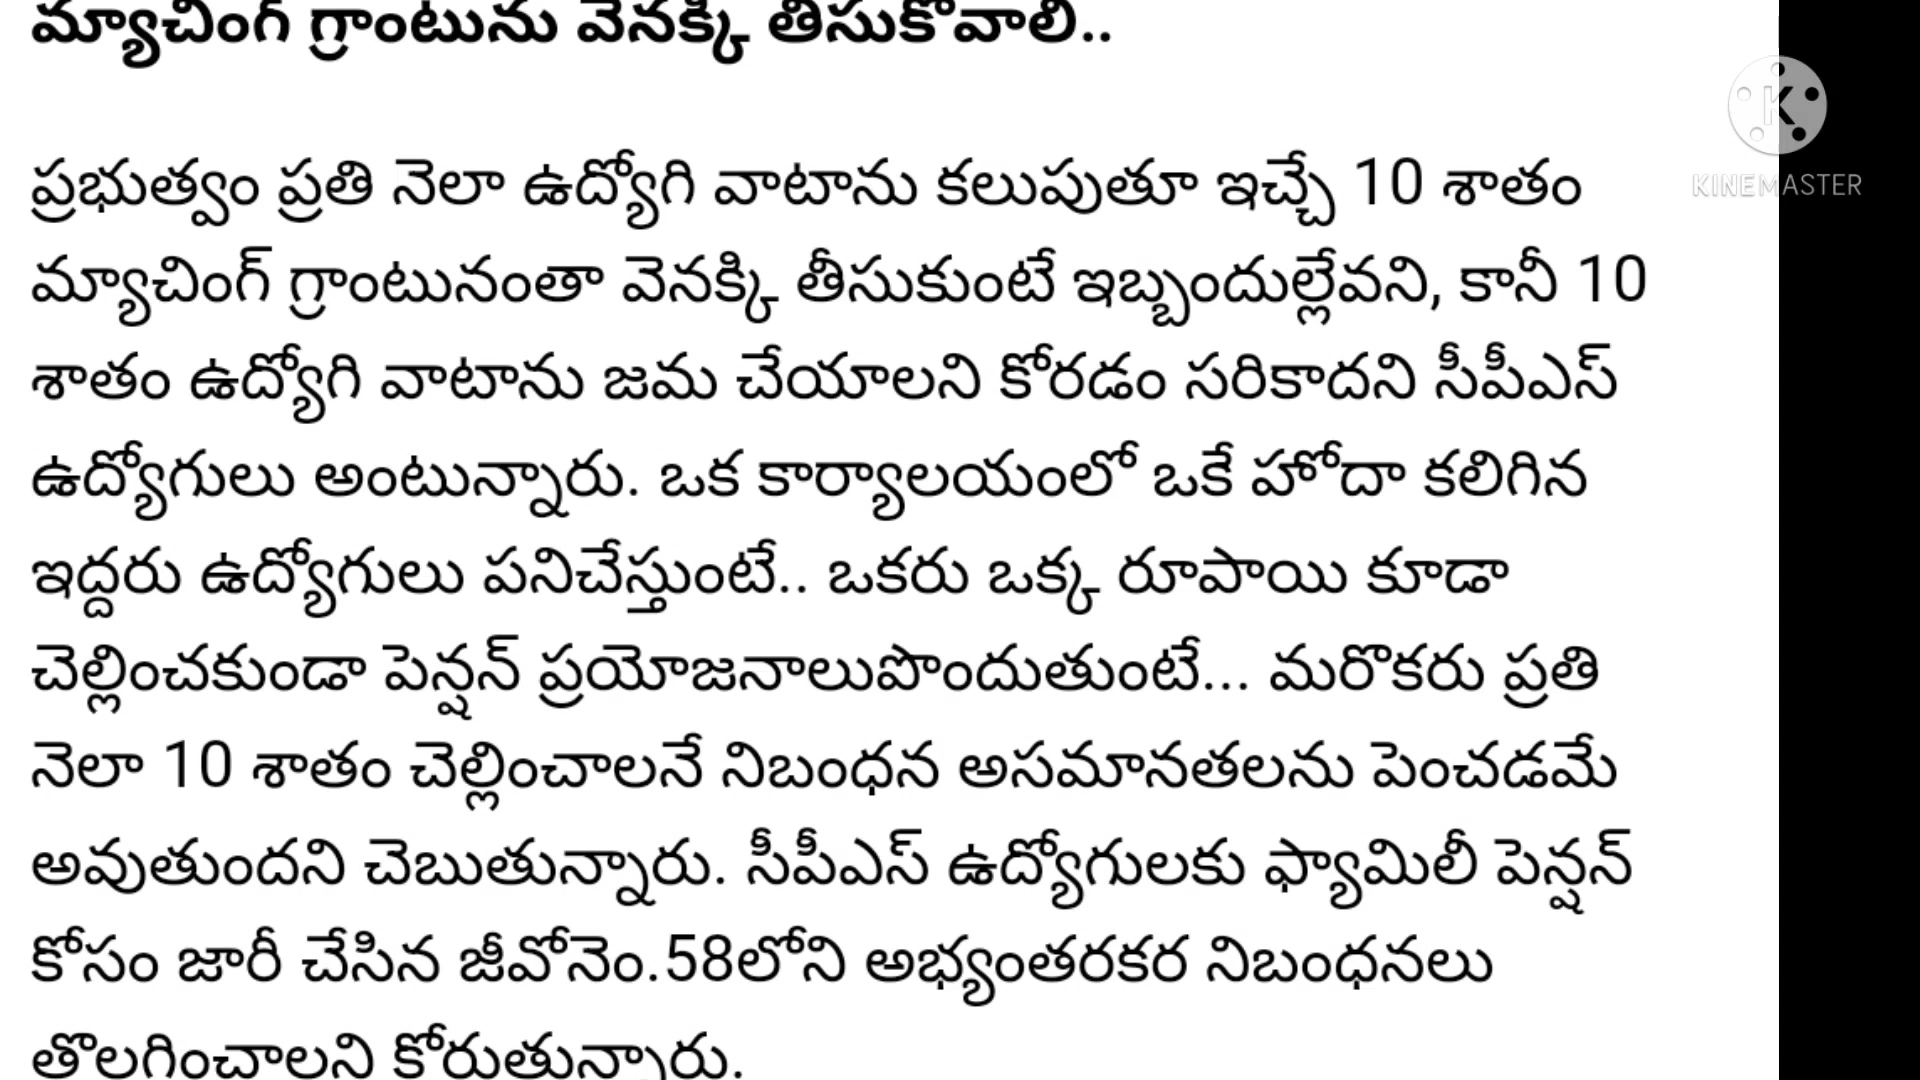 మ్యాచింగ్ గ్రాంటును వెనక్కి తీసుకోవాలి..
ప్రభుత్వం ప్రతి నెలా ఉద్యోగి వాటాను కలుపుతూ ఇచ్చే 10 శాతం
మ్యాచింగ్ గ్రాంటునంతా వెనక్కి తీసుకుంటే ఇబ్బందుల్లేవని, కానీ 10
శాతం ఉద్యోగి వాటాను జమ చేయాలని కోరడం సరికాదని సీపీఎస్
ఉద్యోగులు అంటున్నారు. ఒక కార్యాలయంలో ఒకే హోదా కలిగిన
ఇద్దరు ఉద్యోగులు పనిచేస్తుంటే.. ఒకరు ఒక్క రూపాయి కూడా
చెల్లించకుండా పెన్షన్ ప్రయోజనాలుపొందుతుంటే... మరొకరు ప్రతి
నెలా 10 శాతం చెల్లించాలనే నిబంధన అసమానతలను పెంచడమే
అవుతుందని చెబుతున్నారు. సీపీఎస్ ఉద్యోగులకు ఫ్యామిలీ పెన్షన్
కోసం జారీ చేసిన జీవోనెం.58లోని అభ్యంతరకర నిబంధనలు
తొలగించాలని కోరుతున్నారు.
K
KINEMASTER